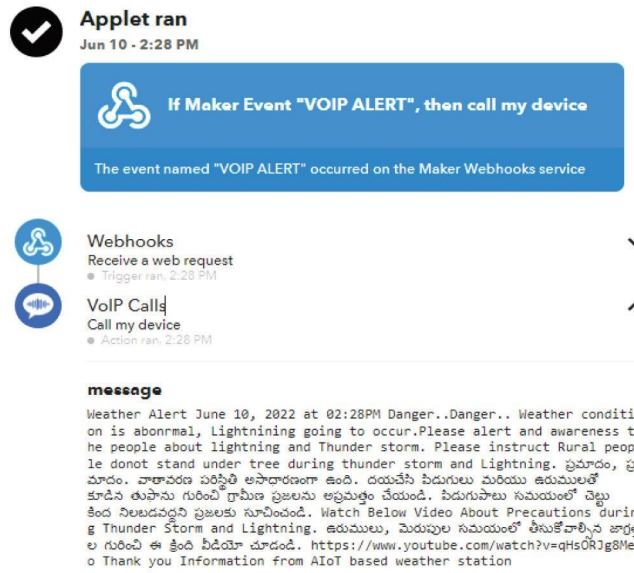 Applet ran
Jun 10 - 2:28 PM
If Maker Event "VOIP ALERT", then call my device
The event named "VOIP ALERT" occurred on the Maker Webhooks service
Webhooks
Receive a web request
Trigger ran, 2:28 PM
VoIP Calls
Call my device
Action ran, 2:28 PM
message
Weather Alert June 10, 2022 at 02:28PM Danger..Danger.. Weather conditi
on is abonrmal, Lightnining going to occur.Please alert and awareness t
he people about lightning and Thunder storm. Please instruct Rural peop
le donot stand under tree during thunder storm and Lightning. ప్రమాదం, ప్ర
మాదం. వాతావరణ పరిస్థితి అసాధారణంగా ఉంది. దయచేసి పిడుగులు మరియు ఉరుములతో
కూడిన తుఫాను గురించి గ్రామీణ ప్రజలను అప్రమత్తం చేయండి. పిడుగుపాటు సమయంలో చెట్టు
కింద నిలబడవద్దని ప్రజలకు సూచించండి. Watch Below Video About Precautions durin
g Thunder Storm and Lightning. ఉరుములు, మెరుపుల సమయంలో తీసుకోవాల్సిన జాగ్రత్త
ల గురించి ఈ క్రింది వీడియో చూడండి. https://www.youtube.com/watch?v=qHsORJg8Me
o Thank you Information from AIoT based weather station